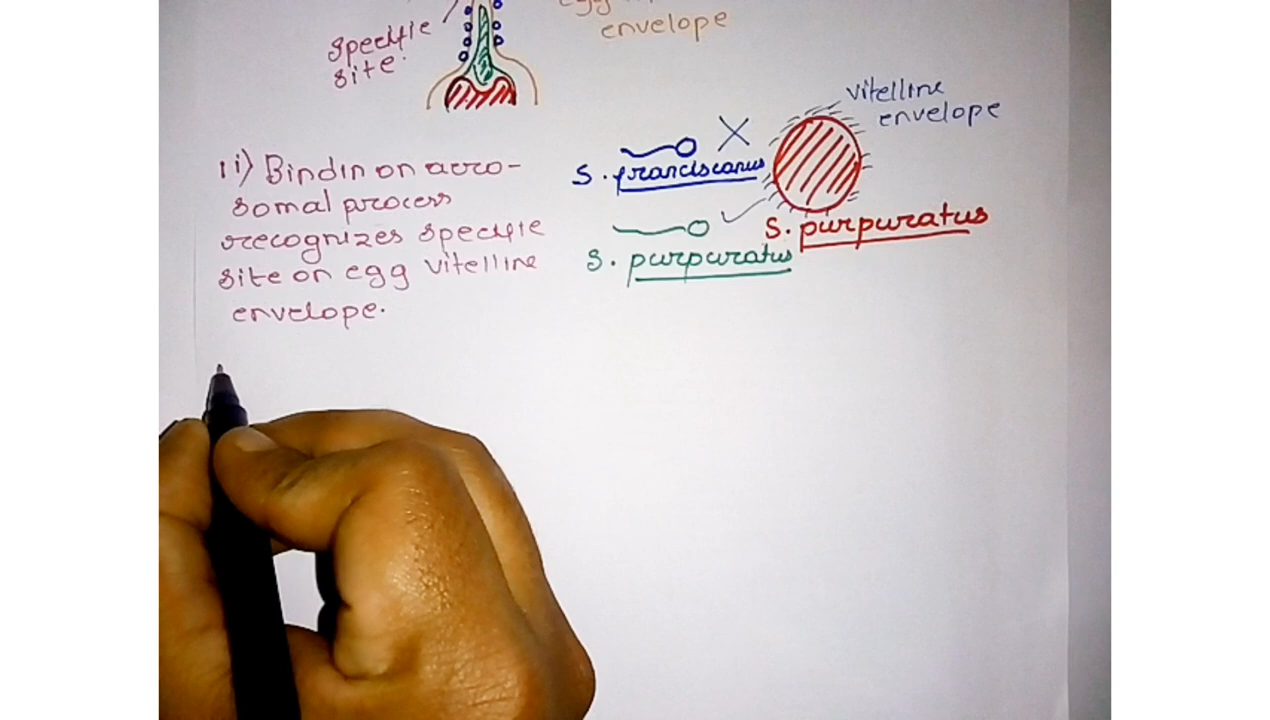 specific
site.
envelope
vitelline
envelope
ii) Bindin on acro-
somal process
recognizes specific
site on egg vitelline
envelope.
S. franciscanus
S. purpuratus
S. purpuratus